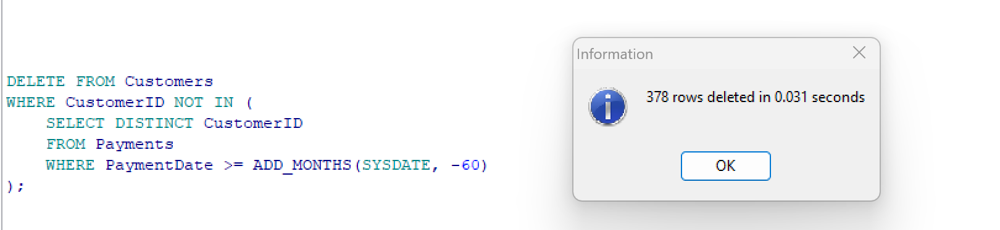 DELETE FROM Customers
WHERE CustomerID NOT IN (
    SELECT DISTINCT CustomerID
    FROM Payments
    WHERE PaymentDate >= ADD_MONTHS(SYSDATE, -60)
);
Information
378 rows deleted in 0.031 seconds
OK